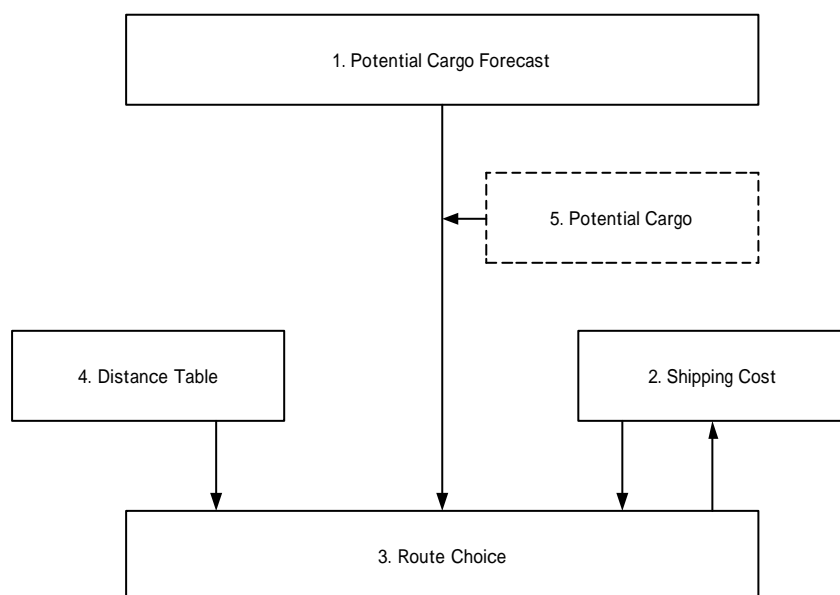 1. Potential Cargo Forecast
5. Potential Cargo
4. Distance Table
2. Shipping Cost
3. Route Choice